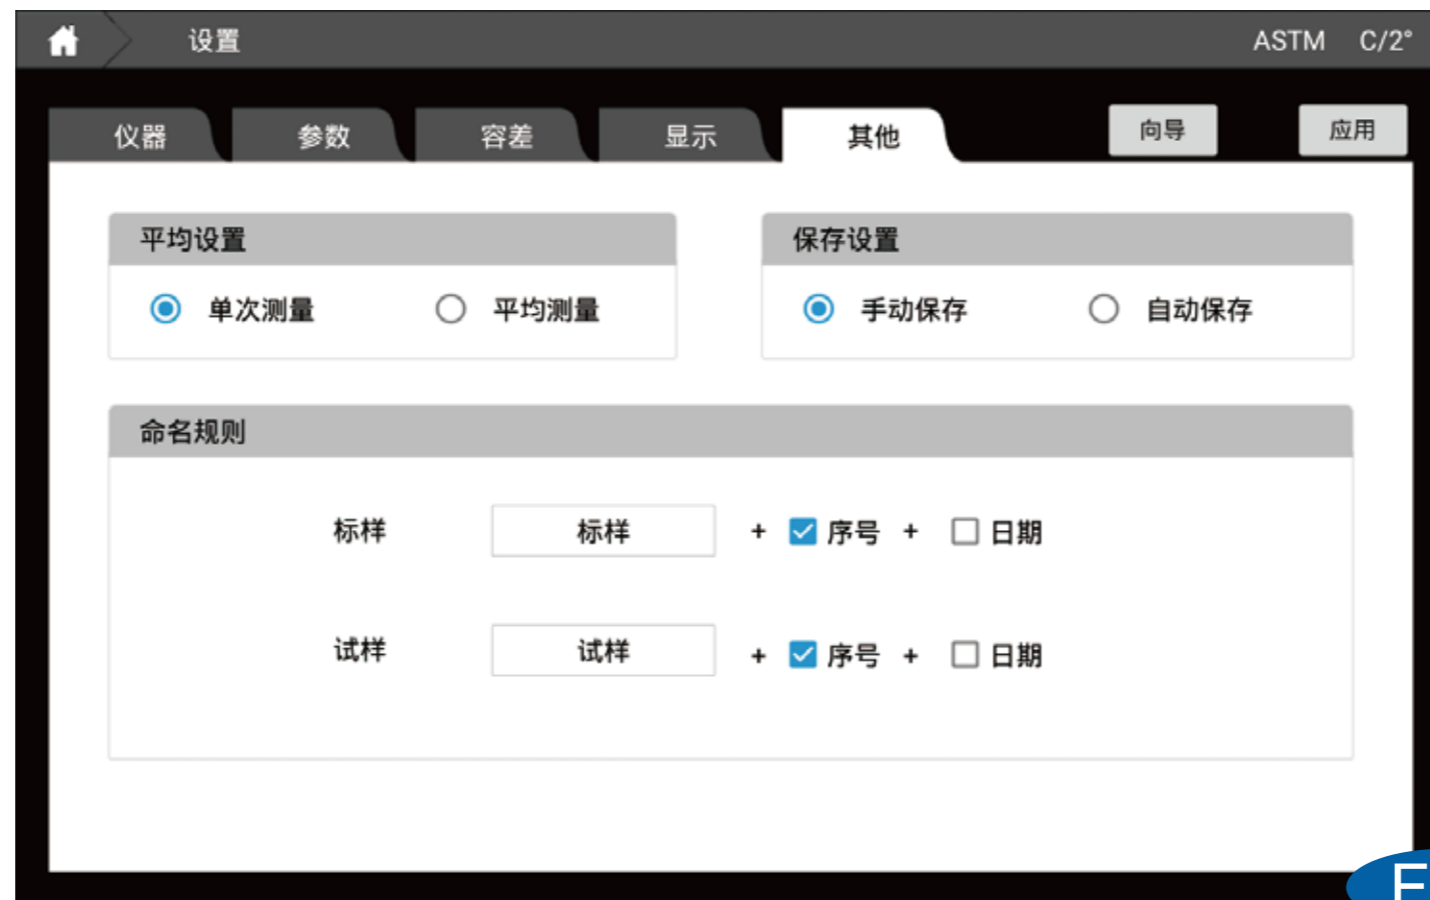 设置 ASTM C/2°
仪器 参数 容差 显示 其他 向导 应用
平均设置 保存设置
单次测量 平均测量 手动保存 自动保存
命名规则
标样 标样 + 序号 + 日期
试样 试样 + 序号 + 日期